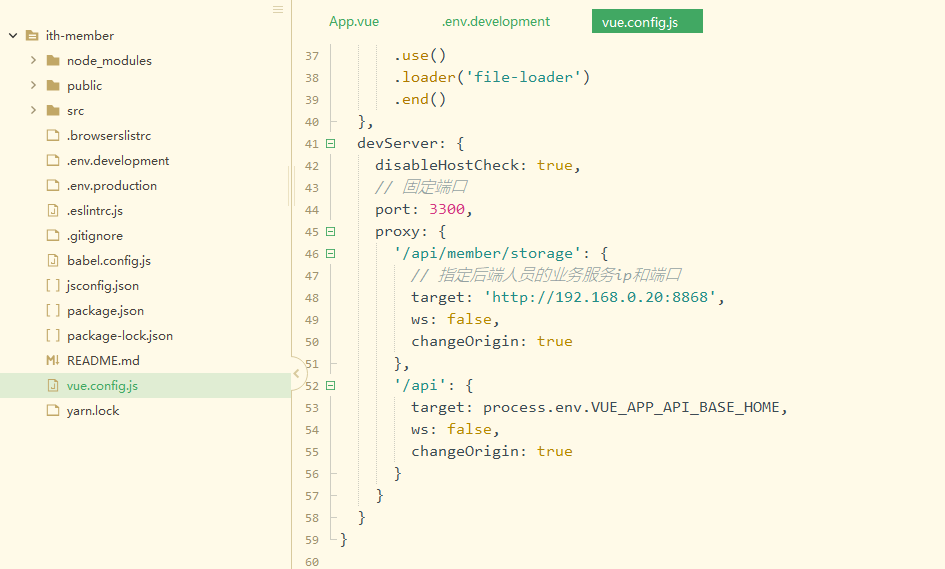 ith-member
node_modules
public
src
.browserslistrc
.env.development
.env.production
.eslintrc.js
.gitignore
babel.config.js
jsconfig.json
package.json
package-lock.json
README.md
vue.config.js
yarn.lock
App.vue .env.development vue.config.js
37 .use()
38 .loader('file-loader')
39 .end()
40 },
41 devServer: {
42 disableHostCheck: true,
43 // 固定端口
44 port: 3300,
45 proxy: {
46 '/api/member/storage': {
47 // 指定后端人员的业务服务ip和端口
48 target: 'http://192.168.0.20:8868',
49 ws: false,
50 changeOrigin: true
51 },
52 '/api': {
53 target: process.env.VUE_APP_API_BASE_HOME,
54 ws: false,
55 changeOrigin: true
56 }
57 }
58 }
59 }
60